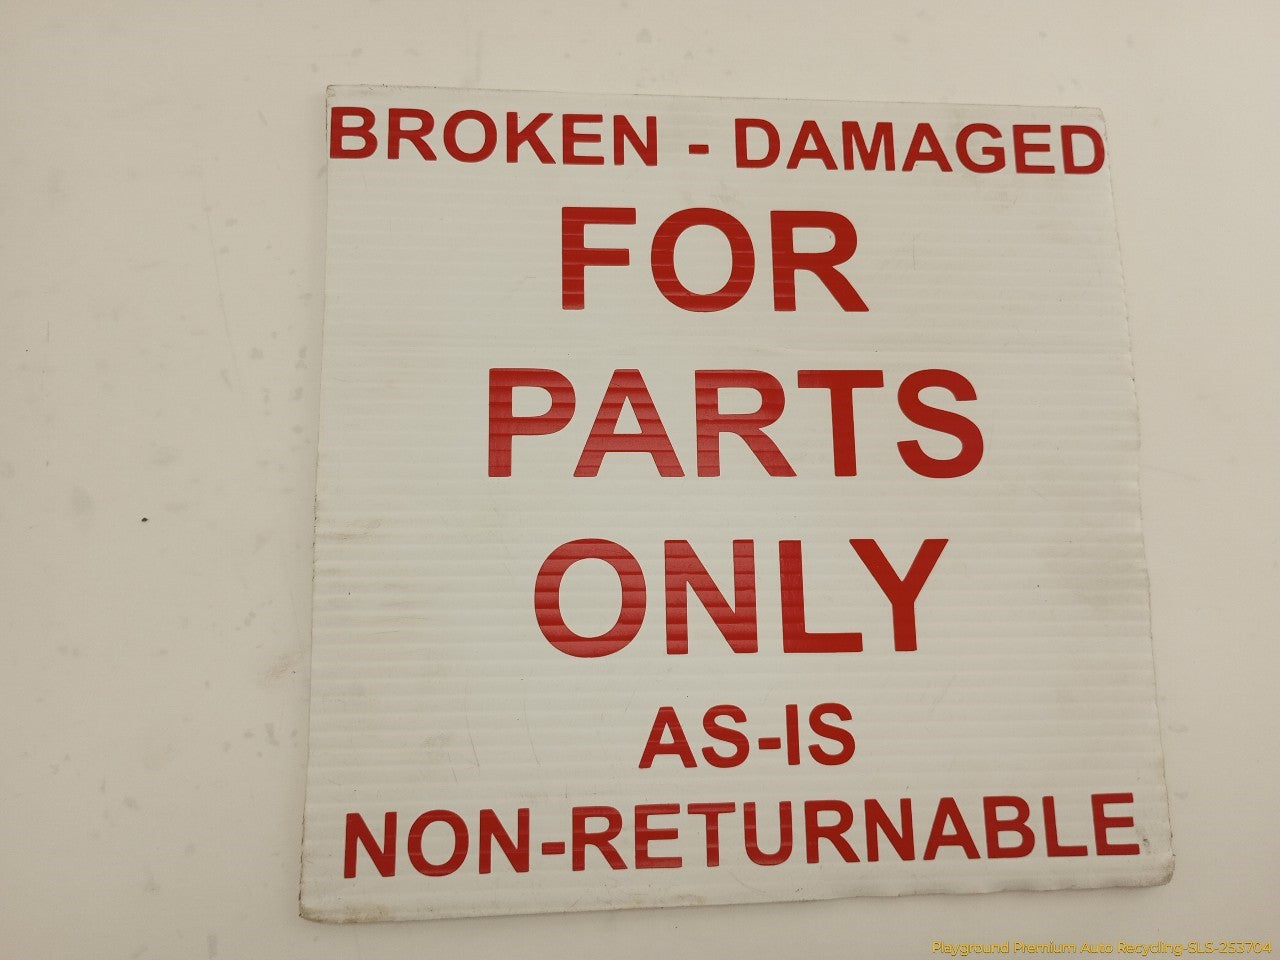 BROKEN - DAMAGED
FOR
PARTS
ONLY
AS-IS
NON-RETURNABLE
Playground Premium Auto Recycling-SLS-253704